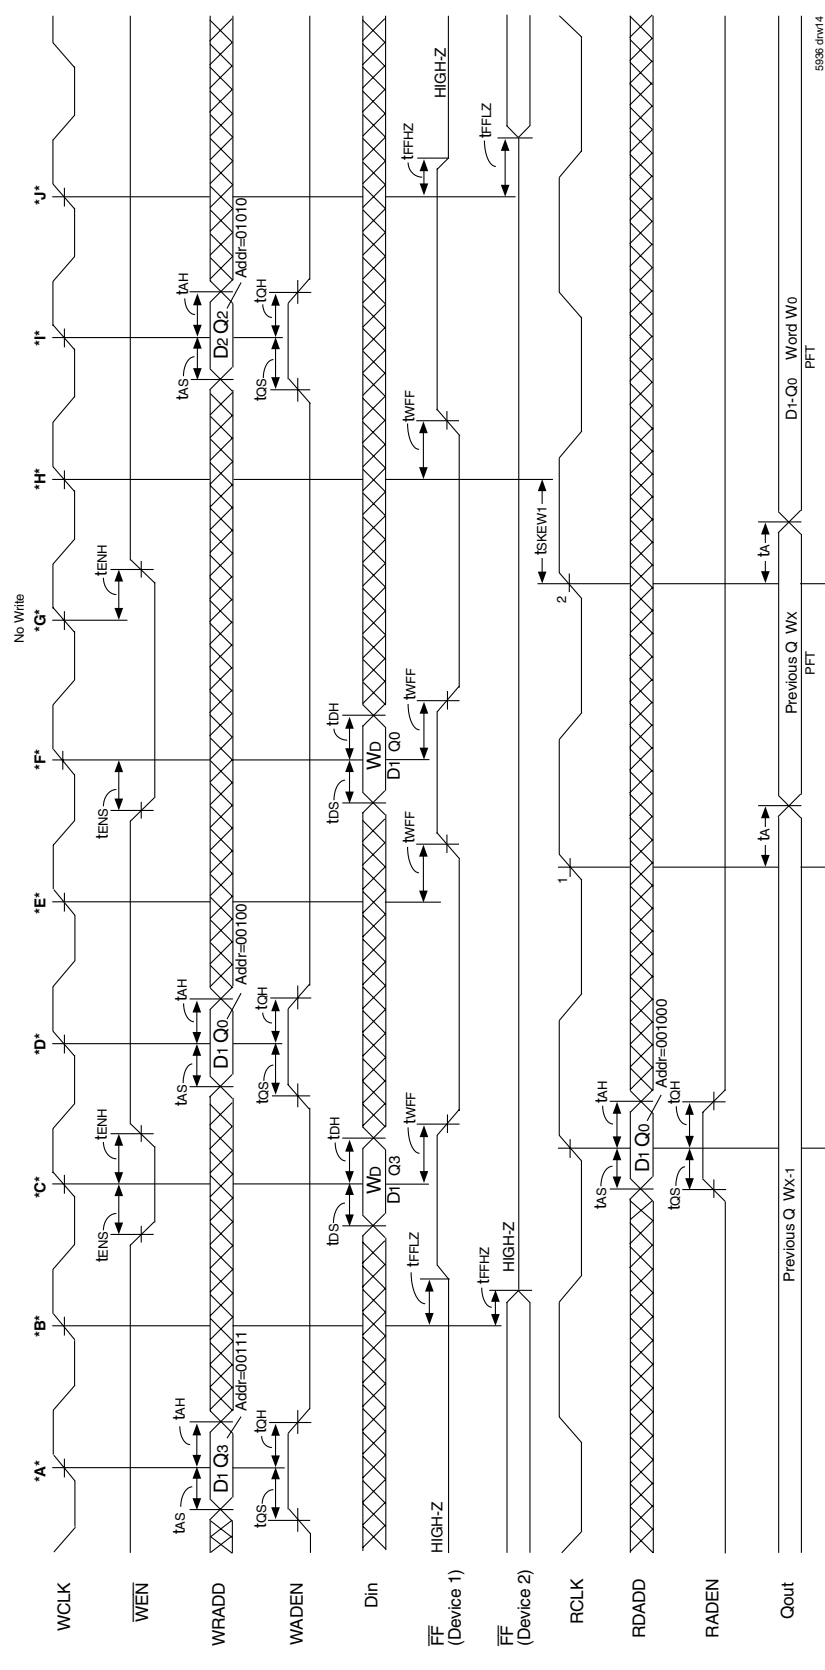 No Write
*A* *B* *C* *D* *E* *F* *G* *H* *I* *J*
WCLK
tENS tENH tENS tENH
WEN
tAS tAH tAS tAH tAS tAH
WRADD D1 Q3 D1 Q0 D2 Q2
Addr=00111 Addr=00100 Addr=01010
tQS tQH tQS tQH tQS tQH
WADEN
tDS tDH tDS tDH
Din WD WD
D1 Q3 D1 Q0
tFFLZ tWFF tWFF tWFF tWFF tFFHZ
FF
(Device 1)
HIGH-Z HIGH-Z
tFFHZ tFFLZ
FF
(Device 2)
HIGH-Z
tSKEW1
1 2
RCLK
tAS tAH
RDADD D1 Q0
Addr=001000
tQS tQH
RADEN
tA tA
Qout Previous Q WX-1 Previous Q WX D1-Q0 Word W0
PFT PFT
5936 drw14